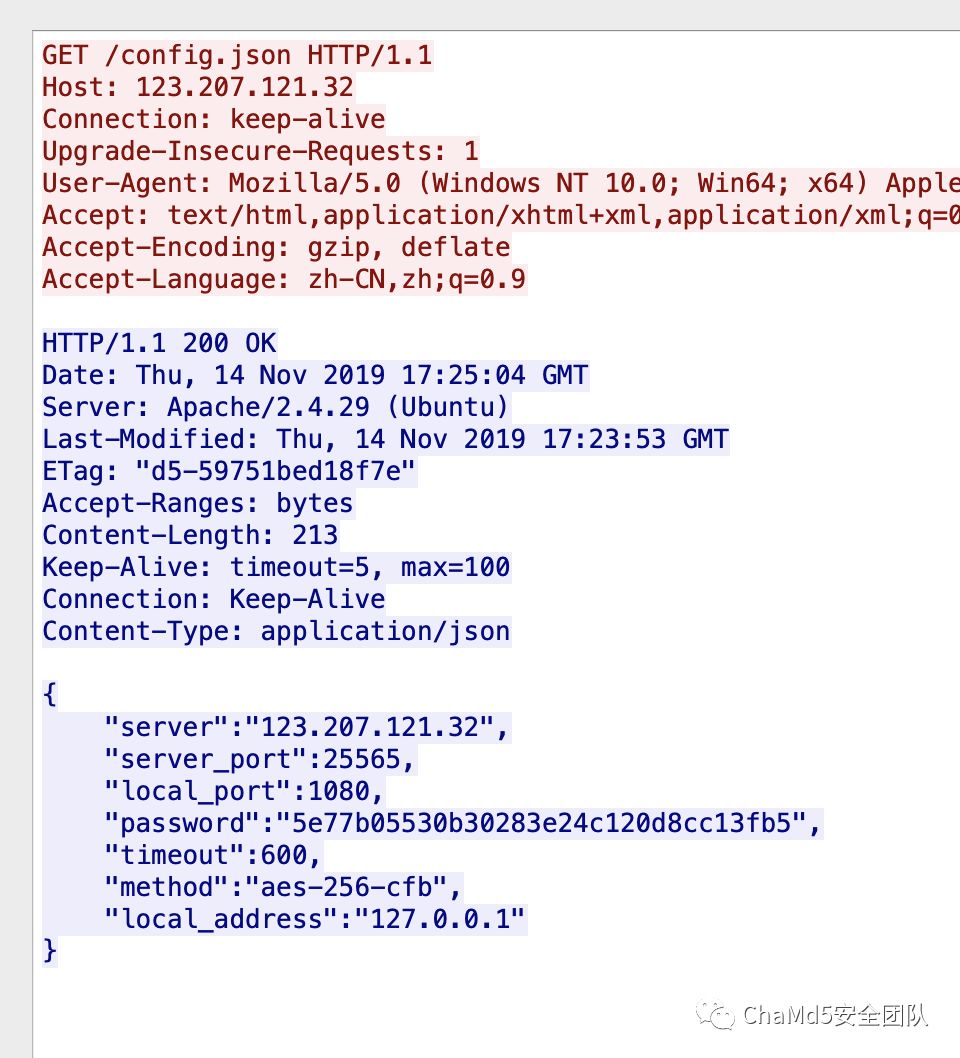 GET /config.json HTTP/1.1
Host: 123.207.121.32
Connection: keep-alive
Upgrade-Insecure-Requests: 1
User-Agent: Mozilla/5.0 (Windows NT 10.0; Win64; x64) Apple
Accept: text/html,application/xhtml+xml,application/xml;q=0
Accept-Encoding: gzip, deflate
Accept-Language: zh-CN,zh;q=0.9
HTTP/1.1 200 OK
Date: Thu, 14 Nov 2019 17:25:04 GMT
Server: Apache/2.4.29 (Ubuntu)
Last-Modified: Thu, 14 Nov 2019 17:23:53 GMT
ETag: "d5-59751bed18f7e"
Accept-Ranges: bytes
Content-Length: 213
Keep-Alive: timeout=5, max=100
Connection: Keep-Alive
Content-Type: application/json
{
"server":"123.207.121.32",
"server_port":25565,
"local_port":1080,
"password":"5e77b05530b30283e24c120d8cc13fb5",
"timeout":600,
"method":"aes-256-cfb",
"local_address":"127.0.0.1"
}
ChaMd5安全团队